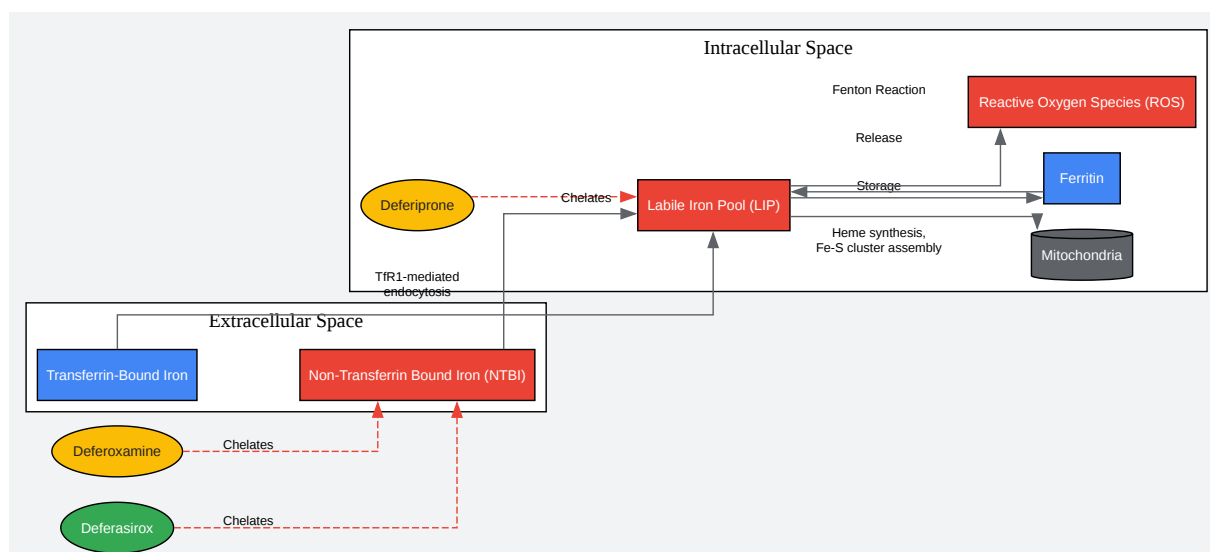 Intracellular Space
Fenton Reaction
Reactive Oxygen Species (ROS)
Release
Ferritin
Storage
Chelates
Deferiprone
Labile Iron Pool (LIP)
Heme synthesis,
Fe-S cluster assembly
Mitochondria
TfR1-mediated
endocytosis
Extracellular Space
Transferrin-Bound Iron
Non-Transferrin Bound Iron (NTBI)
Deferoxamine
Chelates
Deferasirox
Chelates